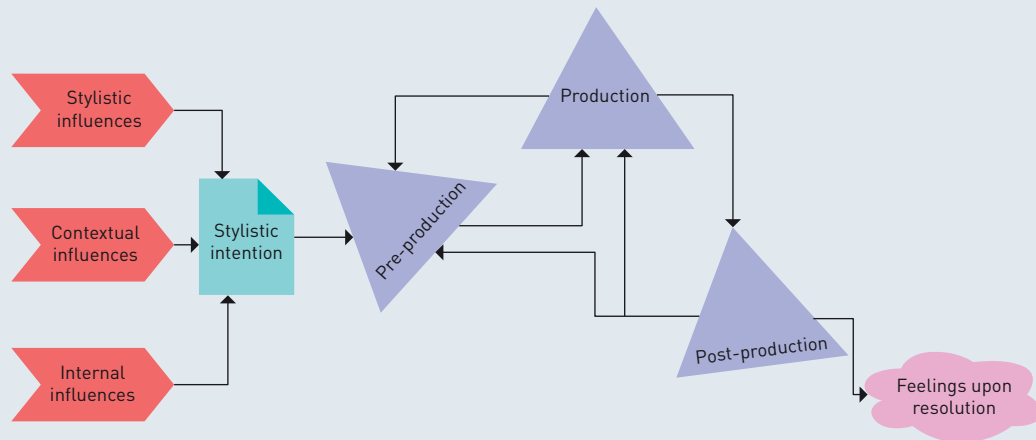 Stylistic
influences
Contextual
influences
Internal
influences
Stylistic
intention
Pre-production
Production
Post-production
Feelings upon
resolution